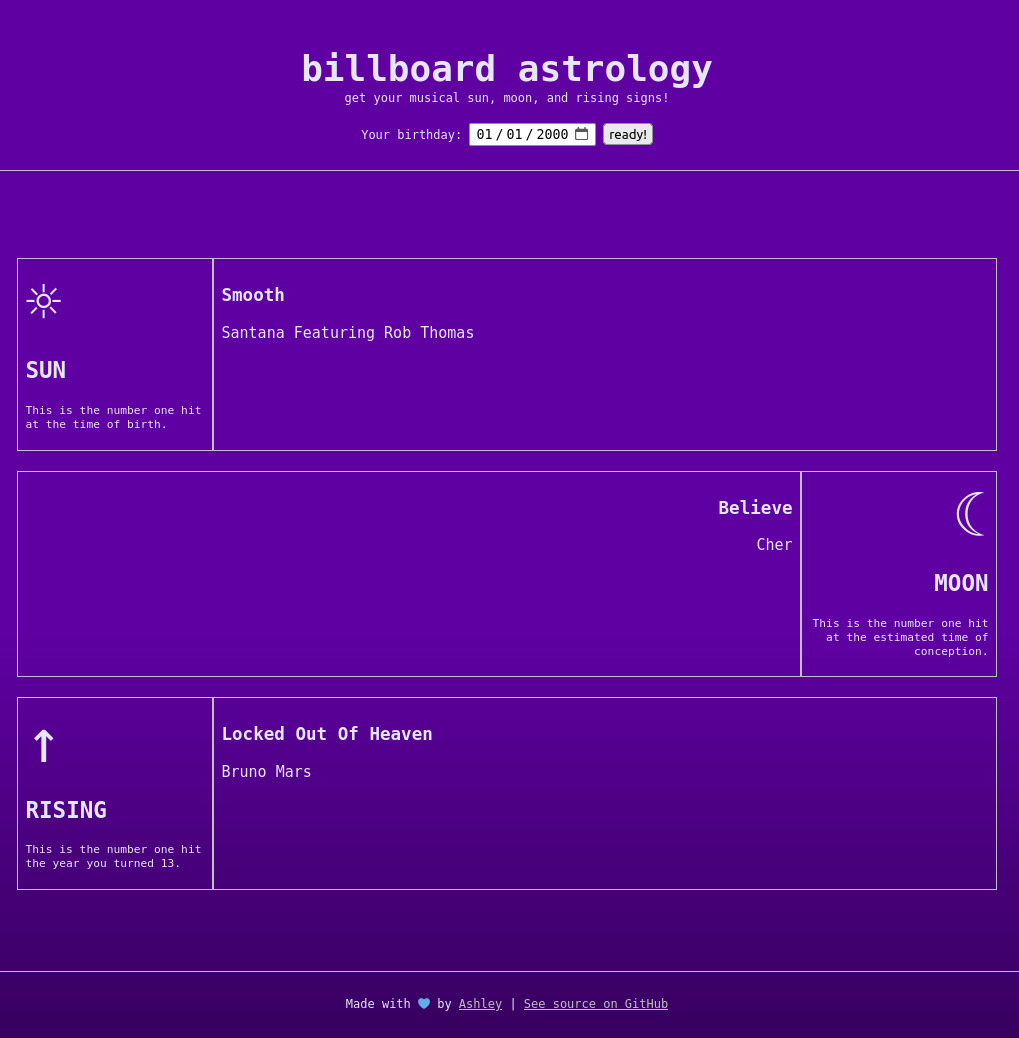 billboard astrology
get your musical sun, moon, and rising signs!
Your birthday: 01/01/2000 ready!
SUN
This is the number one hit
at the time of birth.
Smooth
Santana Featuring Rob Thomas
Believe
Cher
MOON
This is the number one hit
at the estimated time of
conception.
RISING
This is the number one hit
the year you turned 13.
Locked Out Of Heaven
Bruno Mars
Made with 💙 by Ashley | See source on GitHub